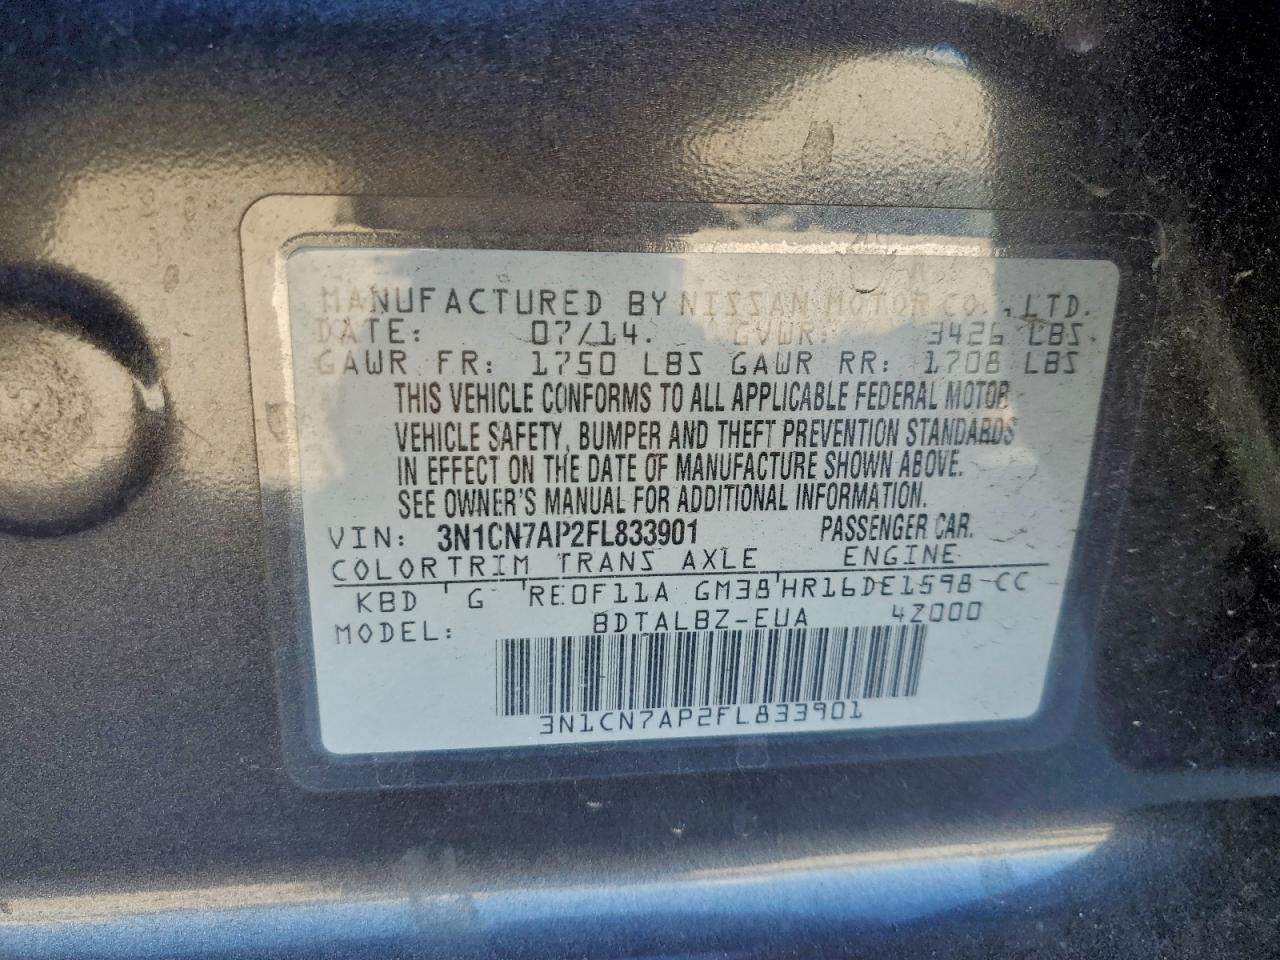 MANUFACTURED BY NISSAN MOTOR CO., LTD.
DATE: 07/14. GVWR: 3426 LBS.
GAWR FR: 1750 LBS GAWR RR: 1708 LBS
THIS VEHICLE CONFORMS TO ALL APPLICABLE FEDERAL MOTOR
VEHICLE SAFETY, BUMPER AND THEFT PREVENTION STANDARDS
IN EFFECT ON THE DATE OF MANUFACTURE SHOWN ABOVE.
SEE OWNER'S MANUAL FOR ADDITIONAL INFORMATION.
VIN: 3N1CN7AP2FL833901 PASSENGER CAR.
COLOR TRIM TRANS AXLE ENGINE
KBD G RE0F11A GM38 HR16DE1598 CC
MODEL: BDTALBZ-EUA 4Z000
3N1CN7AP2FL833901